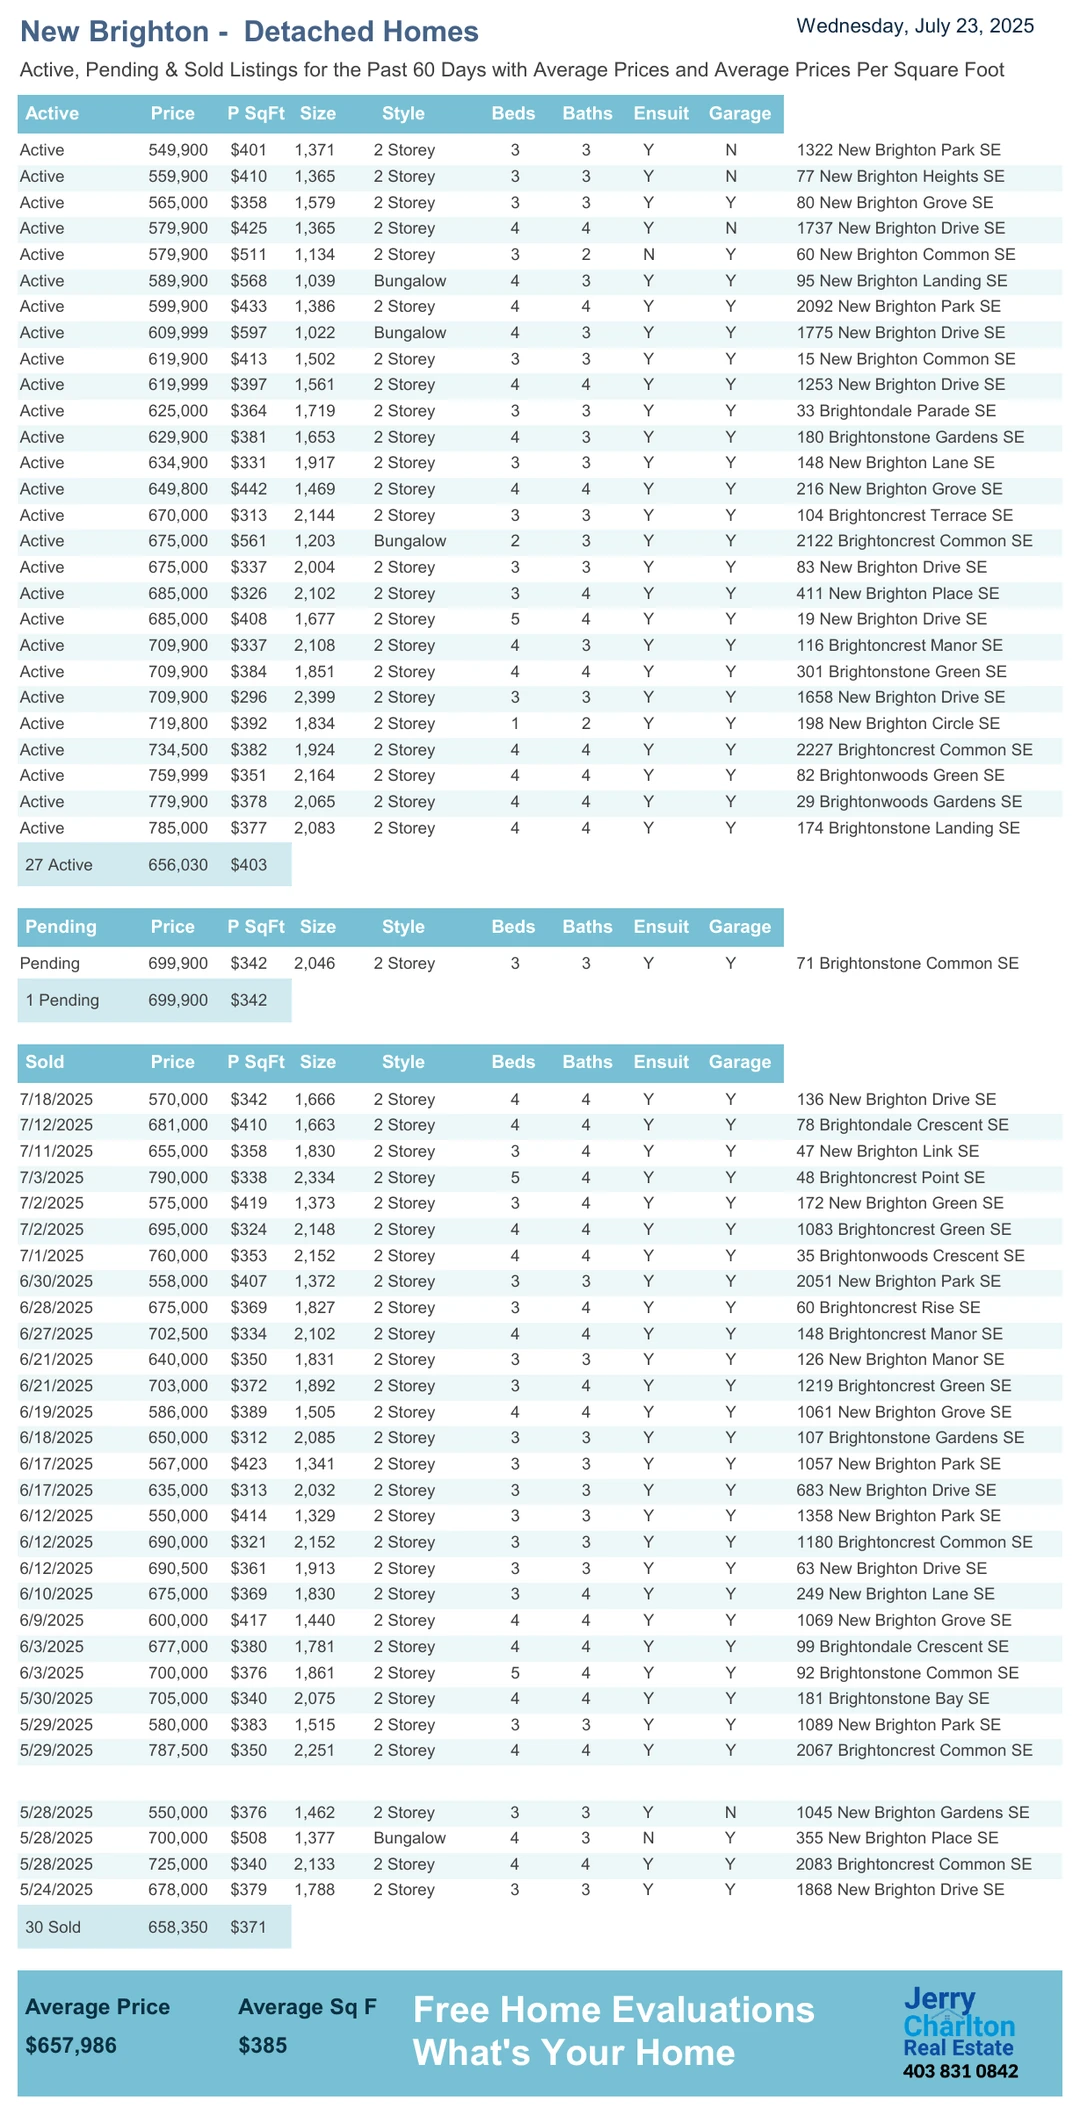 New Brighton - Detached Homes Wednesday, July 23, 2025
Active, Pending & Sold Listings for the Past 60 Days with Average Prices and Average Prices Per Square Foot
Active Price P SqFt Size Style Beds Baths Ensuit Garage
Active 549,900 $401 1,371 2 Storey 3 3 Y N 1322 New Brighton Park SE
Active 559,900 $410 1,365 2 Storey 3 3 Y N 77 New Brighton Heights SE
Active 565,000 $358 1,579 2 Storey 3 3 Y Y 80 New Brighton Grove SE
Active 579,900 $425 1,365 2 Storey 4 4 Y N 1737 New Brighton Drive SE
Active 579,900 $511 1,134 2 Storey 3 2 N Y 60 New Brighton Common SE
Active 589,900 $568 1,039 Bungalow 4 3 Y Y 95 New Brighton Landing SE
Active 599,900 $433 1,386 2 Storey 4 4 Y Y 2092 New Brighton Park SE
Active 609,999 $597 1,022 Bungalow 4 3 Y Y 1775 New Brighton Drive SE
Active 619,900 $413 1,502 2 Storey 3 3 Y Y 15 New Brighton Common SE
Active 619,999 $397 1,561 2 Storey 4 4 Y Y 1253 New Brighton Drive SE
Active 625,000 $364 1,719 2 Storey 3 3 Y Y 33 Brightondale Parade SE
Active 629,900 $381 1,653 2 Storey 4 3 Y Y 180 Brightonstone Gardens SE
Active 634,900 $331 1,917 2 Storey 3 3 Y Y 148 New Brighton Lane SE
Active 649,800 $442 1,469 2 Storey 4 4 Y Y 216 New Brighton Grove SE
Active 670,000 $313 2,144 2 Storey 3 3 Y Y 104 Brightoncrest Terrace SE
Active 675,000 $561 1,203 Bungalow 2 3 Y Y 2122 Brightoncrest Common SE
Active 675,000 $337 2,004 2 Storey 3 3 Y Y 83 New Brighton Drive SE
Active 685,000 $326 2,102 2 Storey 3 4 Y Y 411 New Brighton Place SE
Active 685,000 $408 1,677 2 Storey 5 4 Y Y 19 New Brighton Drive SE
Active 709,900 $337 2,108 2 Storey 4 3 Y Y 116 Brightoncrest Manor SE
Active 709,900 $384 1,851 2 Storey 4 4 Y Y 301 Brightonstone Green SE
Active 709,900 $296 2,399 2 Storey 3 3 Y Y 1658 New Brighton Drive SE
Active 719,800 $392 1,834 2 Storey 1 2 Y Y 198 New Brighton Circle SE
Active 734,500 $382 1,924 2 Storey 4 4 Y Y 2227 Brightoncrest Common SE
Active 759,999 $351 2,164 2 Storey 4 4 Y Y 82 Brightonwoods Green SE
Active 779,900 $378 2,065 2 Storey 4 4 Y Y 29 Brightonwoods Gardens SE
Active 785,000 $377 2,083 2 Storey 4 4 Y Y 174 Brightonstone Landing SE
27 Active 656,030 $403
Pending Price P SqFt Size Style Beds Baths Ensuit Garage
Pending 699,900 $342 2,046 2 Storey 3 3 Y Y 71 Brightonstone Common SE
1 Pending 699,900 $342
Sold Price P SqFt Size Style Beds Baths Ensuit Garage
7/18/2025 570,000 $342 1,666 2 Storey 4 4 Y Y 136 New Brighton Drive SE
7/12/2025 681,000 $410 1,663 2 Storey 4 4 Y Y 78 Brightondale Crescent SE
7/11/2025 655,000 $358 1,830 2 Storey 3 4 Y Y 47 New Brighton Link SE
7/3/2025 790,000 $338 2,334 2 Storey 5 4 Y Y 48 Brightoncrest Point SE
7/2/2025 575,000 $419 1,373 2 Storey 3 4 Y Y 172 New Brighton Green SE
7/2/2025 695,000 $324 2,148 2 Storey 4 4 Y Y 1083 Brightoncrest Green SE
7/1/2025 760,000 $353 2,152 2 Storey 4 4 Y Y 35 Brightonwoods Crescent SE
6/30/2025 558,000 $407 1,372 2 Storey 3 3 Y Y 2051 New Brighton Park SE
6/28/2025 675,000 $369 1,827 2 Storey 3 4 Y Y 60 Brightoncrest Rise SE
6/27/2025 702,500 $334 2,102 2 Storey 4 4 Y Y 148 Brightoncrest Manor SE
6/21/2025 640,000 $350 1,831 2 Storey 3 3 Y Y 126 New Brighton Manor SE
6/21/2025 703,000 $372 1,892 2 Storey 3 4 Y Y 1219 Brightoncrest Green SE
6/19/2025 586,000 $389 1,505 2 Storey 4 4 Y Y 1061 New Brighton Grove SE
6/18/2025 650,000 $312 2,085 2 Storey 3 3 Y Y 107 Brightonstone Gardens SE
6/17/2025 567,000 $423 1,341 2 Storey 3 3 Y Y 1057 New Brighton Park SE
6/17/2025 635,000 $313 2,032 2 Storey 3 3 Y Y 683 New Brighton Drive SE
6/12/2025 550,000 $414 1,329 2 Storey 3 3 Y Y 1358 New Brighton Park SE
6/12/2025 690,000 $321 2,152 2 Storey 3 3 Y Y 1180 Brightoncrest Common SE
6/12/2025 690,500 $361 1,913 2 Storey 3 3 Y Y 63 New Brighton Drive SE
6/10/2025 675,000 $369 1,830 2 Storey 3 4 Y Y 249 New Brighton Lane SE
6/9/2025 600,000 $417 1,440 2 Storey 4 4 Y Y 1069 New Brighton Grove SE
6/3/2025 677,000 $380 1,781 2 Storey 4 4 Y Y 99 Brightondale Crescent SE
6/3/2025 700,000 $376 1,861 2 Storey 5 4 Y Y 92 Brightonstone Common SE
5/30/2025 705,000 $340 2,075 2 Storey 4 4 Y Y 181 Brightonstone Bay SE
5/29/2025 580,000 $383 1,515 2 Storey 3 3 Y Y 1089 New Brighton Park SE
5/29/2025 787,500 $350 2,251 2 Storey 4 4 Y Y 2067 Brightoncrest Common SE
5/28/2025 550,000 $376 1,462 2 Storey 3 3 Y N 1045 New Brighton Gardens SE
5/28/2025 700,000 $508 1,377 Bungalow 4 3 N Y 355 New Brighton Place SE
5/28/2025 725,000 $340 2,133 2 Storey 4 4 Y Y 2083 Brightoncrest Common SE
5/24/2025 678,000 $379 1,788 2 Storey 3 3 Y Y 1868 New Brighton Drive SE
30 Sold 658,350 $371
Average Price Average Sq F
$657,986 $385
Free Home Evaluations
What's Your Home
Jerry
Charlton
Real Estate
403 831 0842